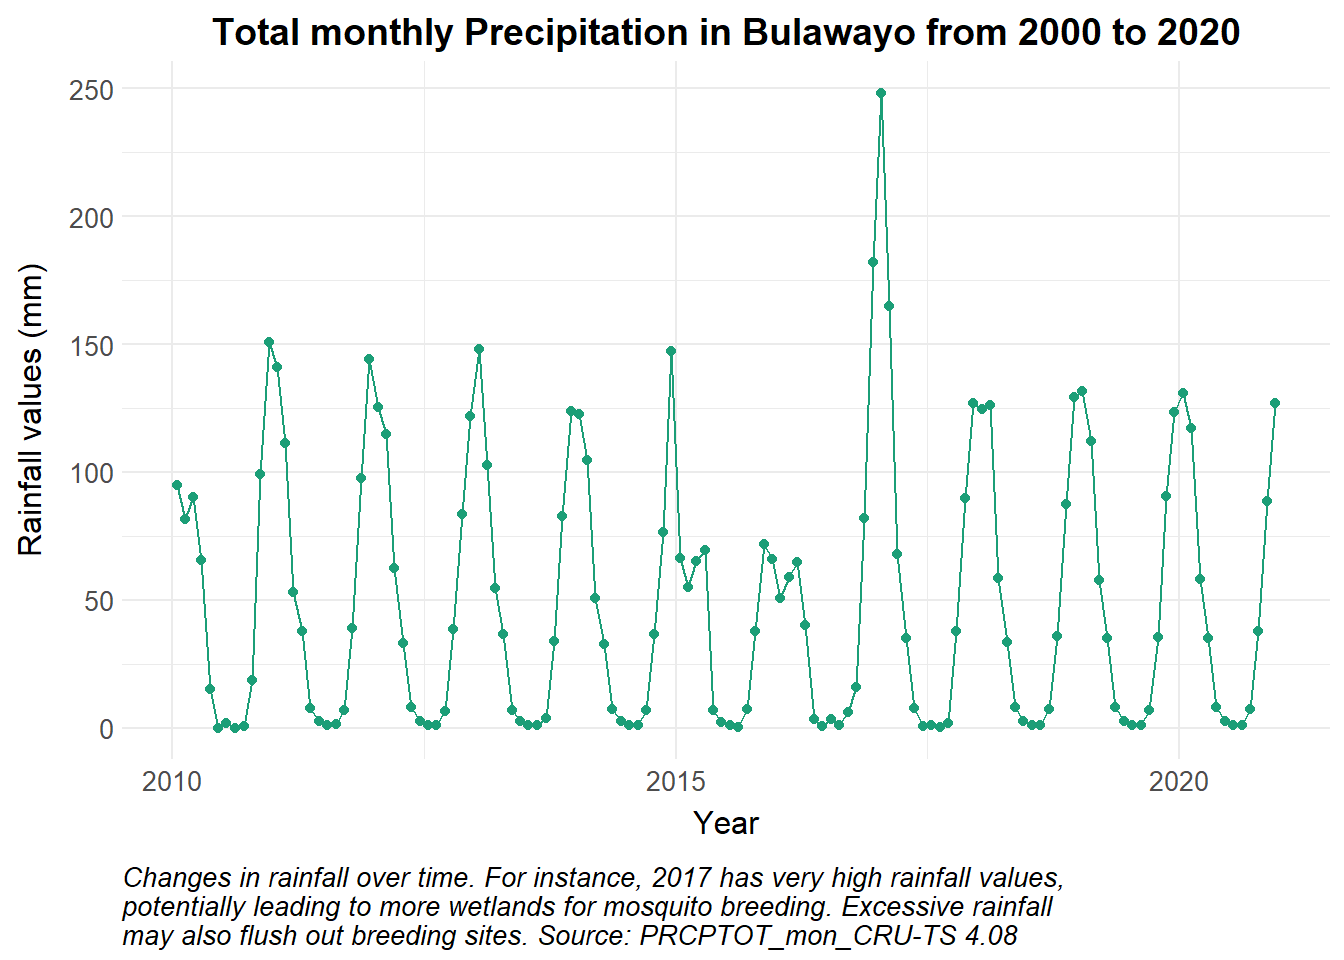 Total monthly Precipitation in Bulawayo from 2000 to 2020
250
200
150
100
50
0
Rainfall values (mm)
2010 2015 2020
Year
Changes in rainfall over time. For instance, 2017 has very high rainfall values,
potentially leading to more wetlands for mosquito breeding. Excessive rainfall
may also flush out breeding sites. Source: PRCPTOT_mon_CRU-TS 4.08